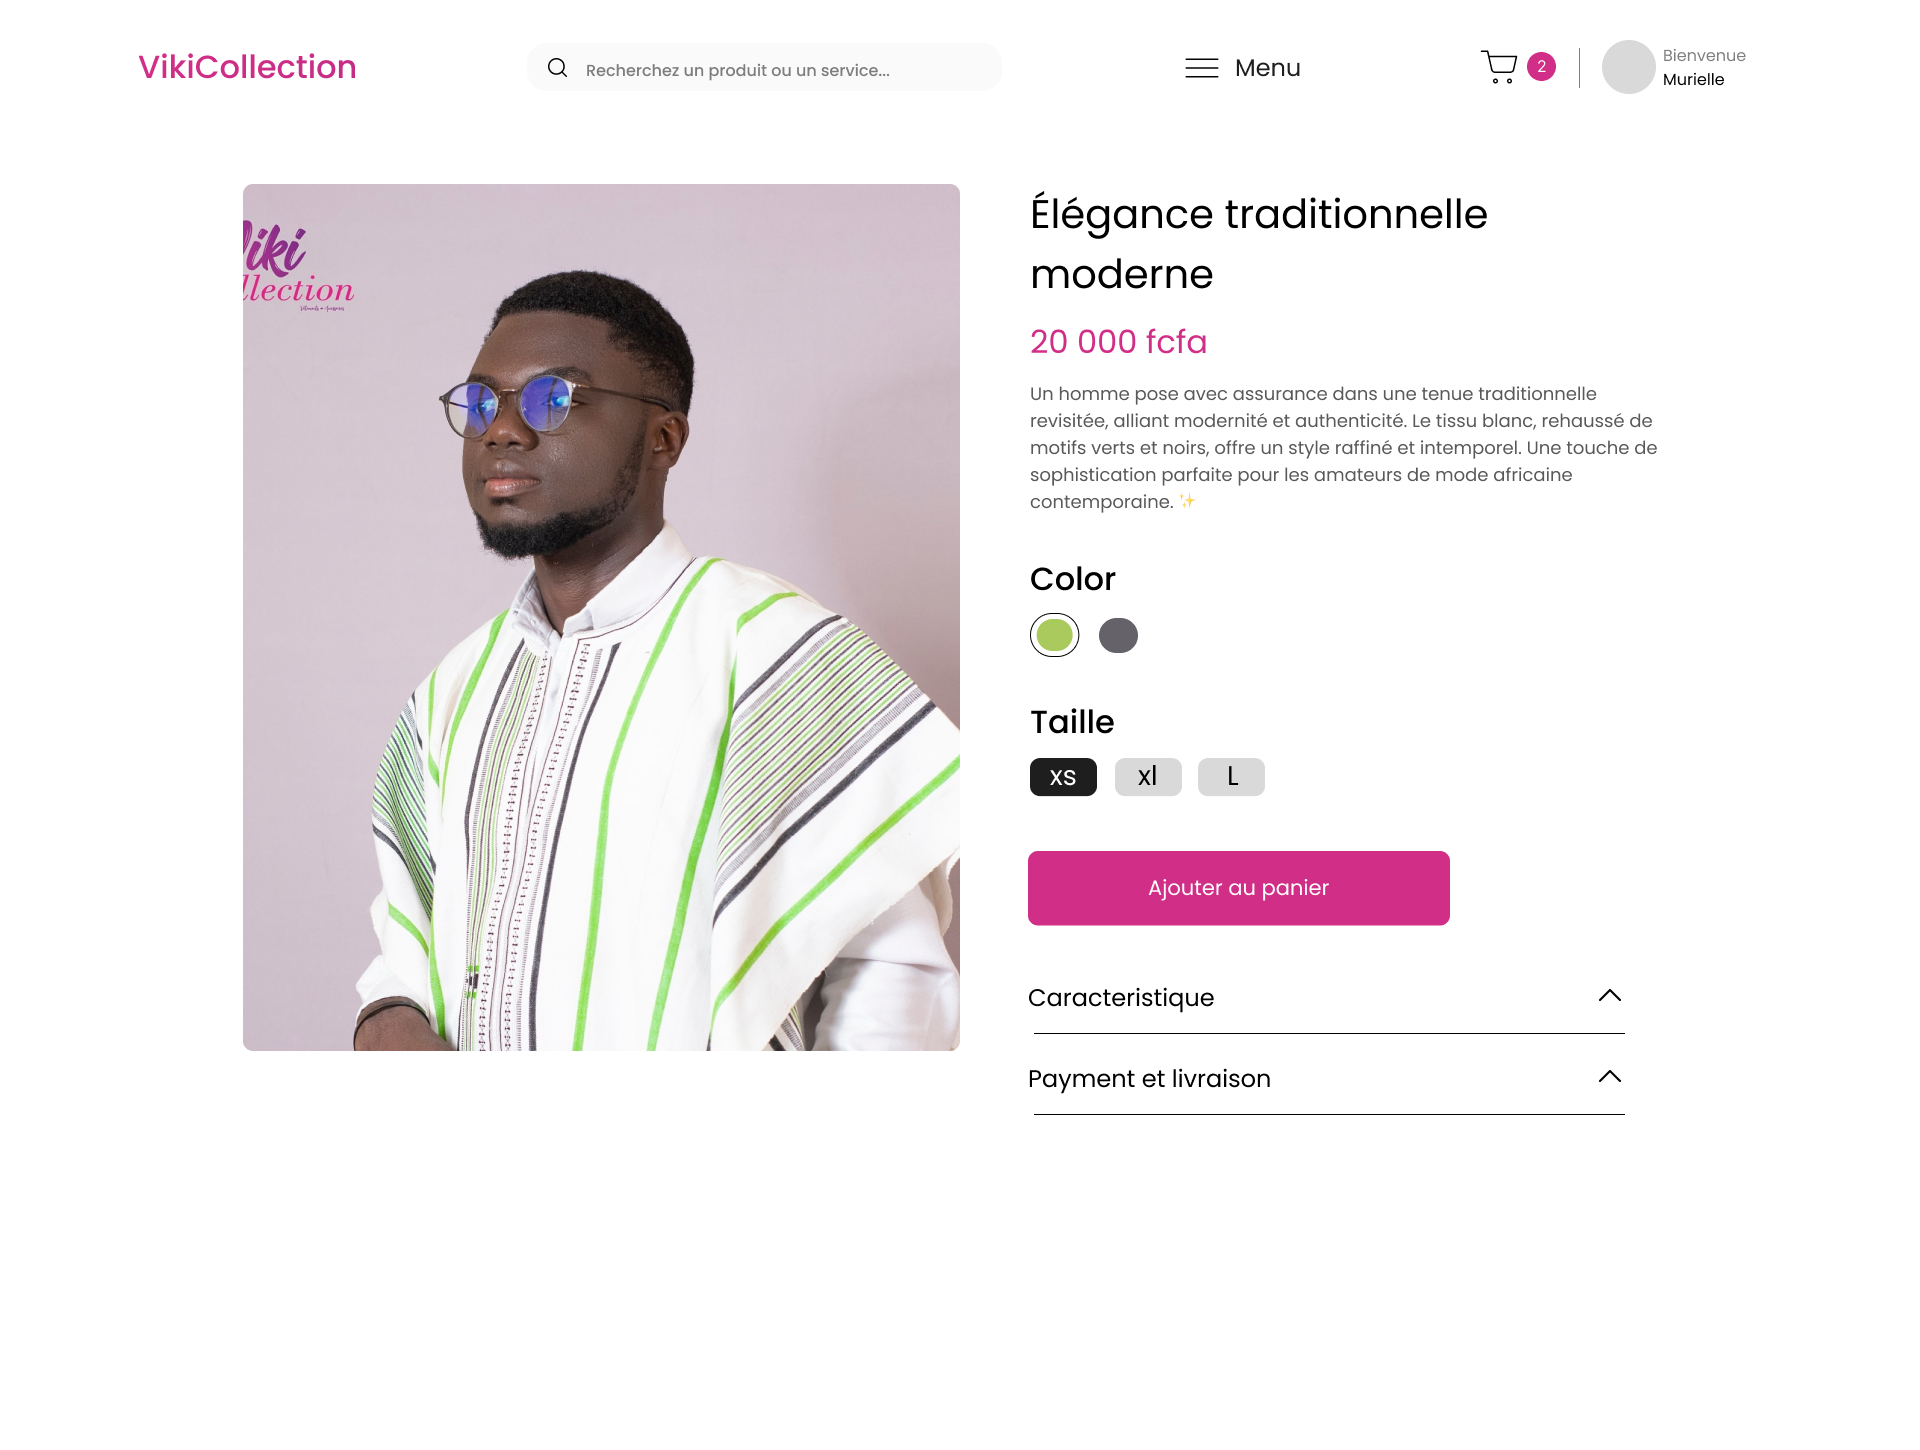 VikiCollection
Recherchez un produit ou un service...
Menu
2
Bienvenue
Murielle
iki
llection
Élégance traditionnelle
moderne
20 000 fcfa
Un homme pose avec assurance dans une tenue traditionnelle
revisitée, alliant modernité et authenticité. Le tissu blanc, rehaussé de
motifs verts et noirs, offre un style raffiné et intemporel. Une touche de
sophistication parfaite pour les amateurs de mode africaine
contemporaine. ✨
Color
Taille
xs
xl
L
Ajouter au panier
Caracteristique
Payment et livraison